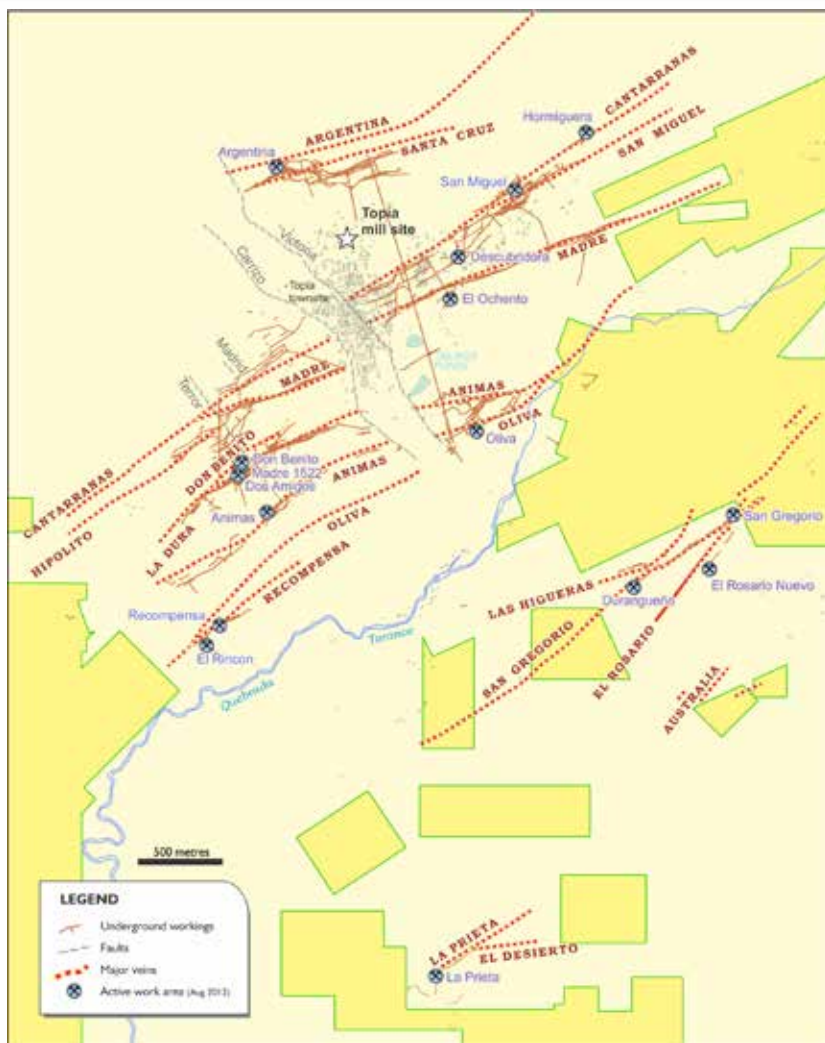 CANTARRANAS
Hormiguera
ARGENTINA
SANTA CRUZ
SAN MIGUEL
Argentina
San Miguel
Topia
mill site
Victoria
Carrizo
Descubridora
MADRE
Topia
townsite
El Ochento
Madrid
Terror
MADRE
ANIMAS
OLIVA
Oliva
DON BENITO
Don Benito
Madre 1522
Dos Amigos
ANIMAS
CANTARRANAS
HIPOLITO
LA DURA
Animas
OLIVA
San Gregorio
RECOMPENSA
El Rosario Nuevo
LAS HIGUERAS
Durangueño
Recompensa
El Rincon
SAN GREGORIO
EL ROSARIO
Quebrada
AUSTRALIA
500 metres
LEGEND
Underground workings
Faults
Major veins
Active work area (Aug 2012)
LA PRIETA
EL DESIERTO
La Prieta